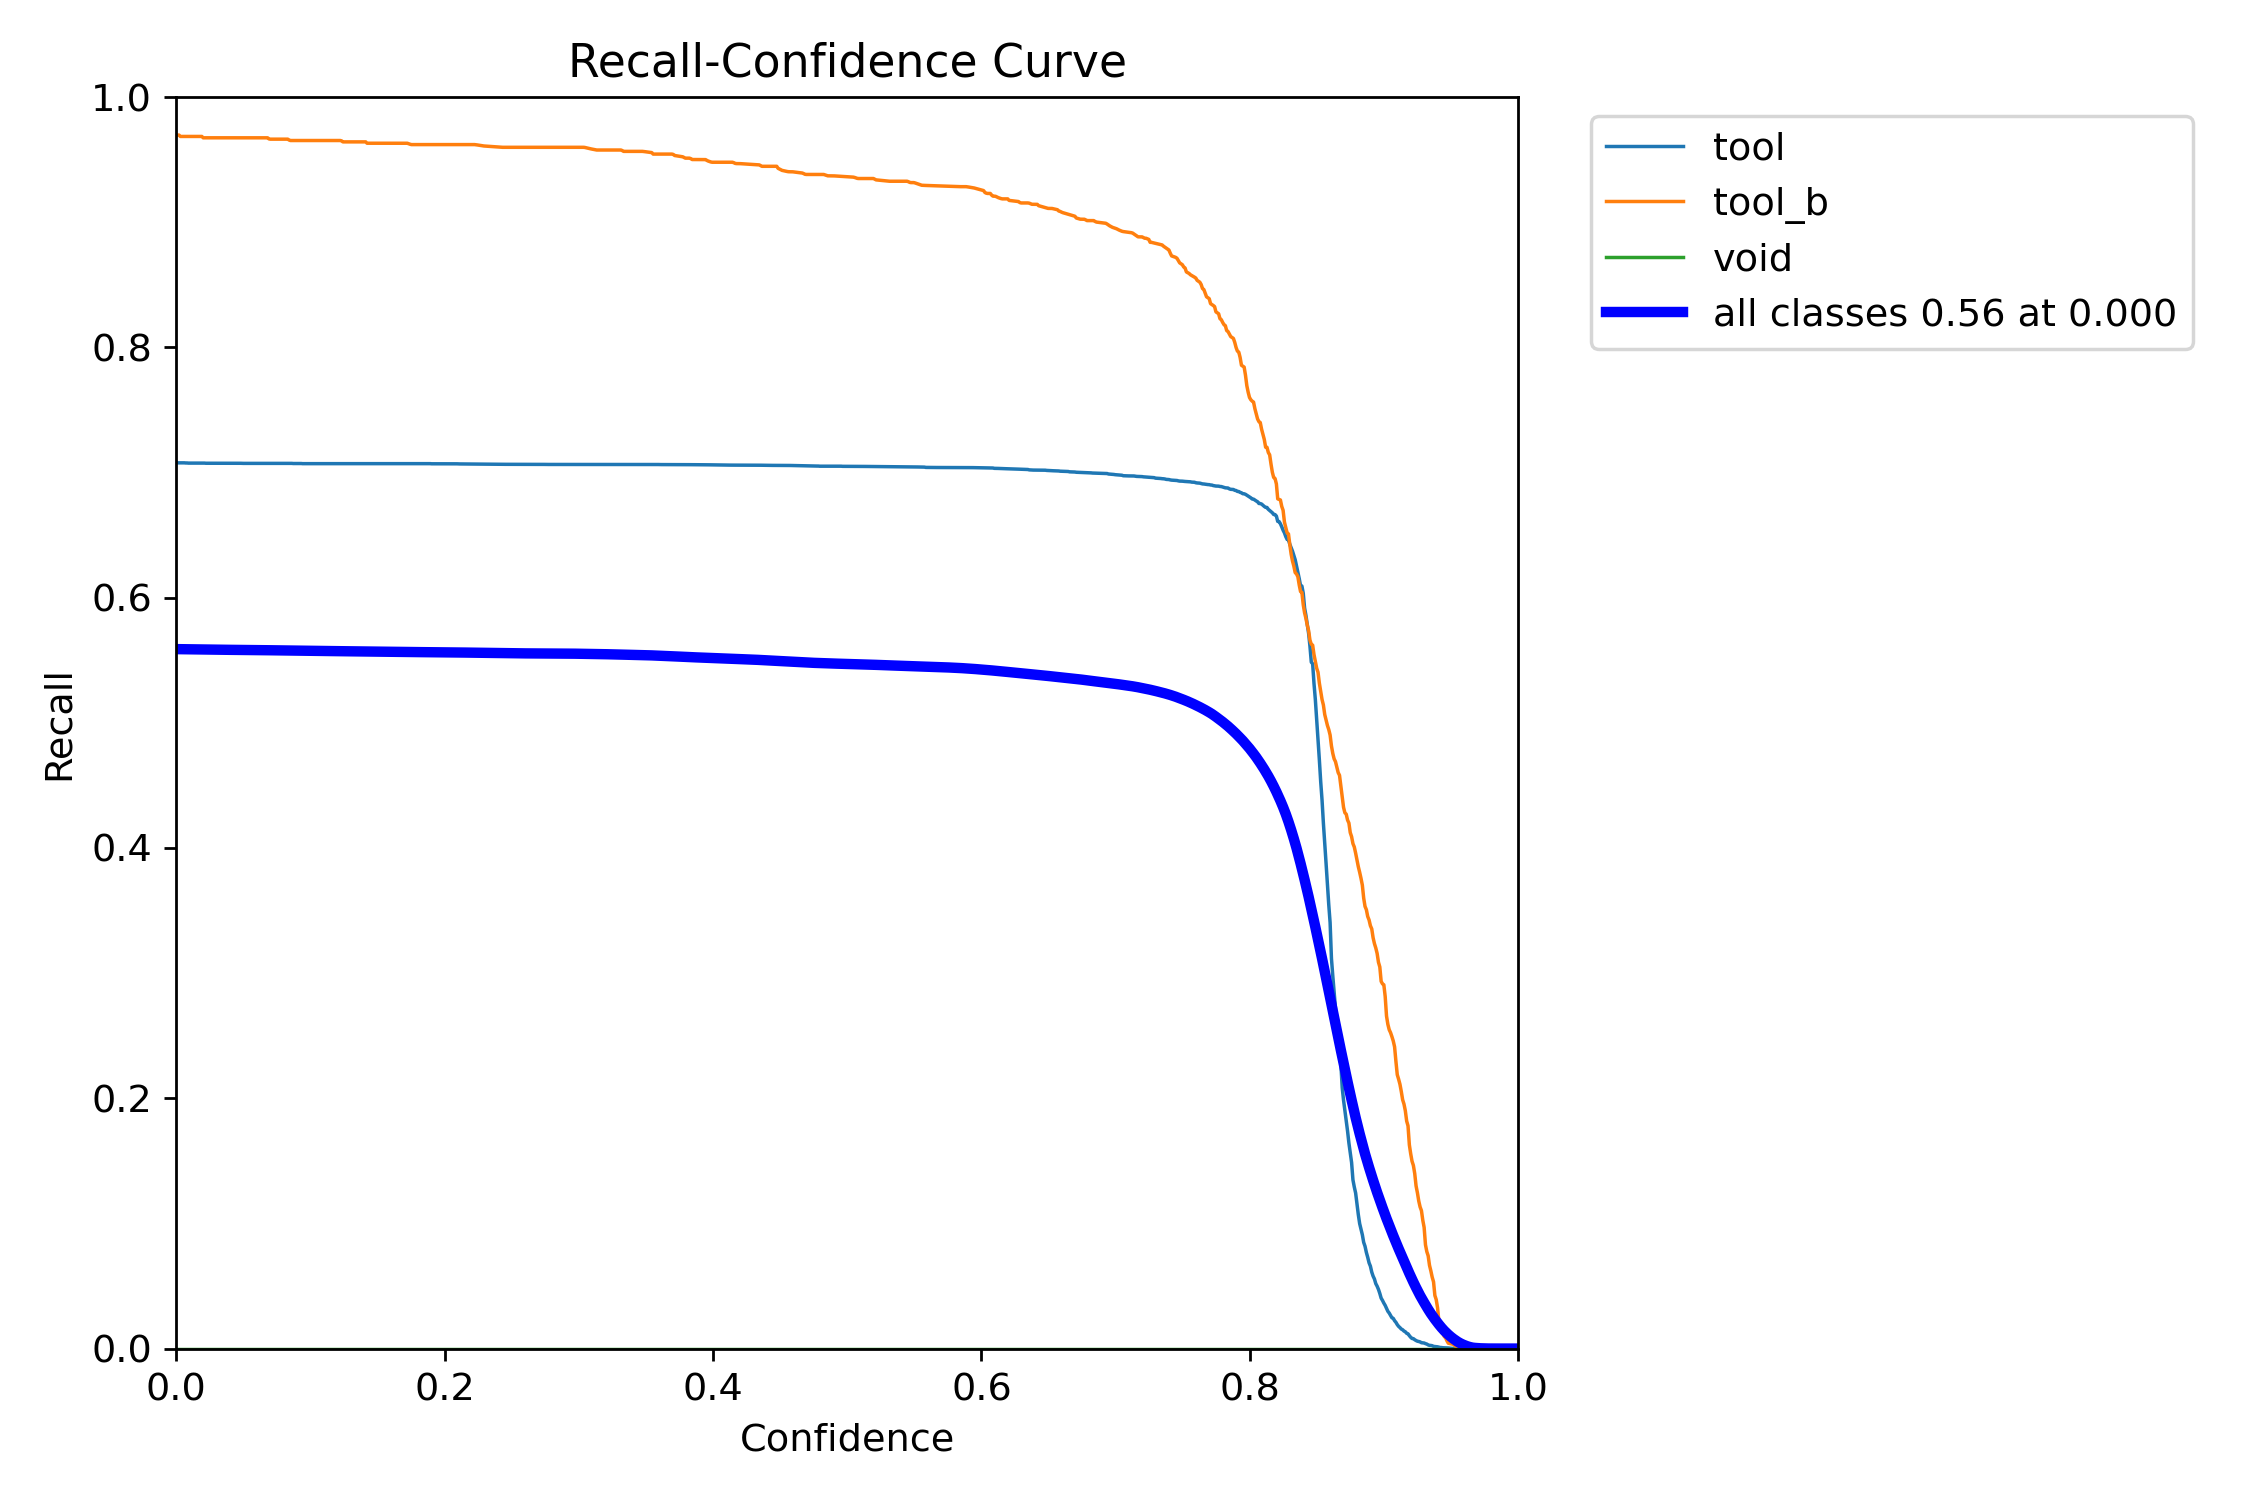 Recall-Confidence Curve
1.0
0.8
0.6
0.4
0.2
0.0
Recall
0.0 0.2 0.4 0.6 0.8 1.0
Confidence
tool
tool_b
void
all classes 0.56 at 0.000